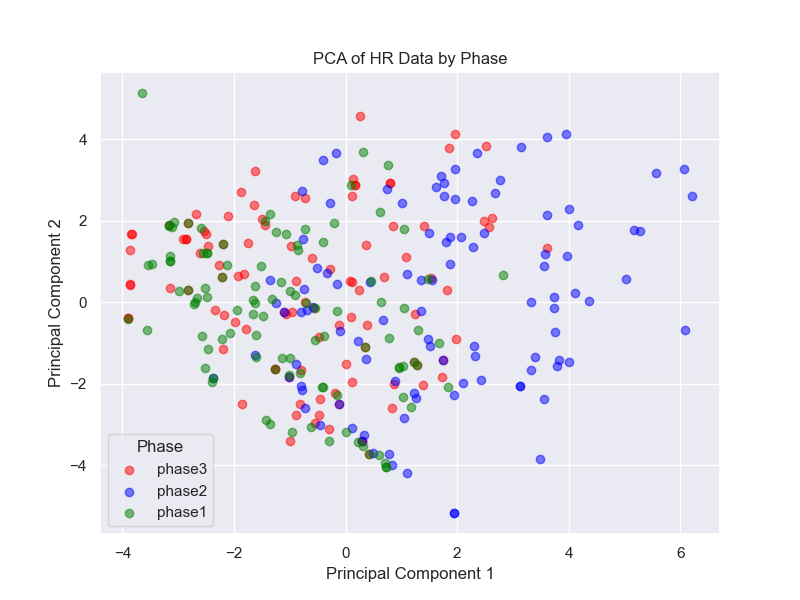 PCA of HR Data by Phase
Principal Component 2
4
2
0
−2
−4
Phase
phase3
phase2
phase1
−4
−2
0
2
4
6
Principal Component 1